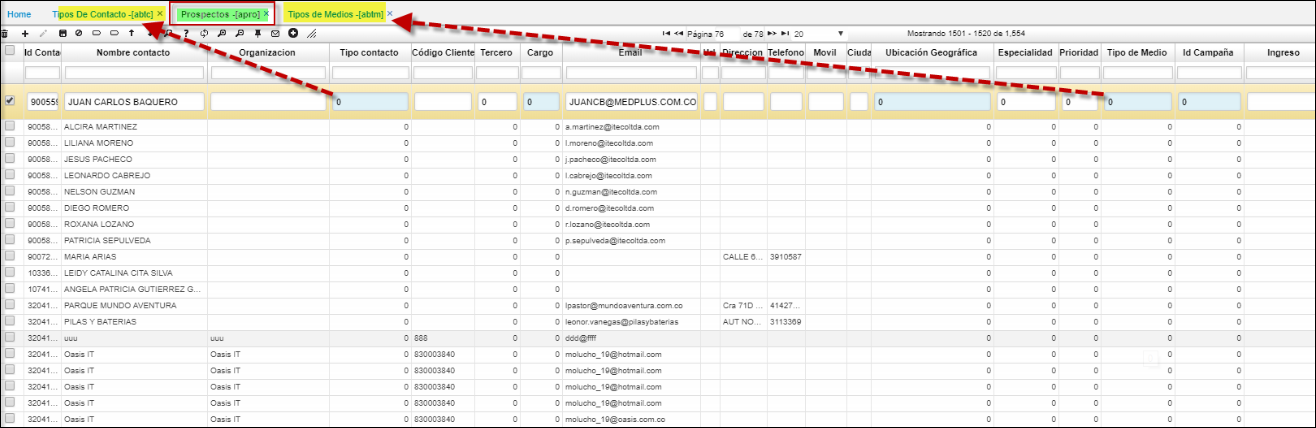 Home Tipos De Contacto -[abtc] × Prospectos -[apro] × Tipos de Medios -[abtm] ×
Página 76 de 78 20 Mostrando 1501 - 1520 de 1,554
Id Conta Nombre contacto Organizacion Tipo contacto Código Cliente Tercero Cargo Email Direccion Telefono Movil Ciuda Ubicación Geográfica Especialidad Prioridad Tipo de Medio Id Campaña Ingreso
90055 JUAN CARLOS BAQUERO 0 0 0 JUANCB@MEDPLUS.COM.CO 0 0 0 0 0
90058... ALCIRA MARTINEZ 0 0 0 a.martinez@itecoltda.com 0 0 0 0 0
90058... LILIANA MORENO 0 0 0 l.moreno@itecoltda.com 0 0 0 0 0
90058... JESUS PACHECO 0 0 0 j.pacheco@itecoltda.com 0 0 0 0 0
90058... LEONARDO CABREJO 0 0 0 l.cabrejo@itecoltda.com 0 0 0 0 0
90058... NELSON GUZMAN 0 0 0 n.guzman@itecoltda.com 0 0 0 0 0
90058... DIEGO ROMERO 0 0 0 d.romero@itecoltda.com 0 0 0 0 0
90058... ROXANA LOZANO 0 0 0 r.lozano@itecoltda.com 0 0 0 0 0
90058... PATRICIA SEPULVEDA 0 0 0 p.sepulveda@itecoltda.com 0 0 0 0 0
90072... MARIA ARIAS 0 0 0 CALLE 6... 3910587 0 0 0 0 0
10336... LEIDY CATALINA CITA SILVA 0 0 0 0 0 0 0 0
10741... ANGELA PATRICIA GUTIERREZ G... 0 0 0 0 0 0 0 0
32041... PARQUE MUNDO AVENTURA 0 0 0 lpastor@mundoaventura.com.co Cra 71D ... 41427... 0 0 0 0 0
32041... PILAS Y BATERIAS 0 0 0 leonor.vanegas@pilasybaterias AUT NO... 3113369 0 0 0 0 0
32041... uuu uuu 0 888 0 0 ddd@ffff 0 0 0 0 0
32041... Oasis IT Oasis IT 0 830003840 0 0 molucho_19@hotmail.com 0 0 0 0 0
32041... Oasis IT Oasis IT 0 830003840 0 0 molucho_19@hotmail.com 0 0 0 0 0
32041... Oasis IT Oasis IT 0 830003840 0 0 molucho_19@hotmail.com 0 0 0 0 0
32041... Oasis IT Oasis IT 0 830003840 0 0 molucho_19@hotmail.com 0 0 0 0 0
32041... Oasis IT Oasis IT 0 830003840 0 0 molucho_19@oasis.com.co 0 0 0 0 0